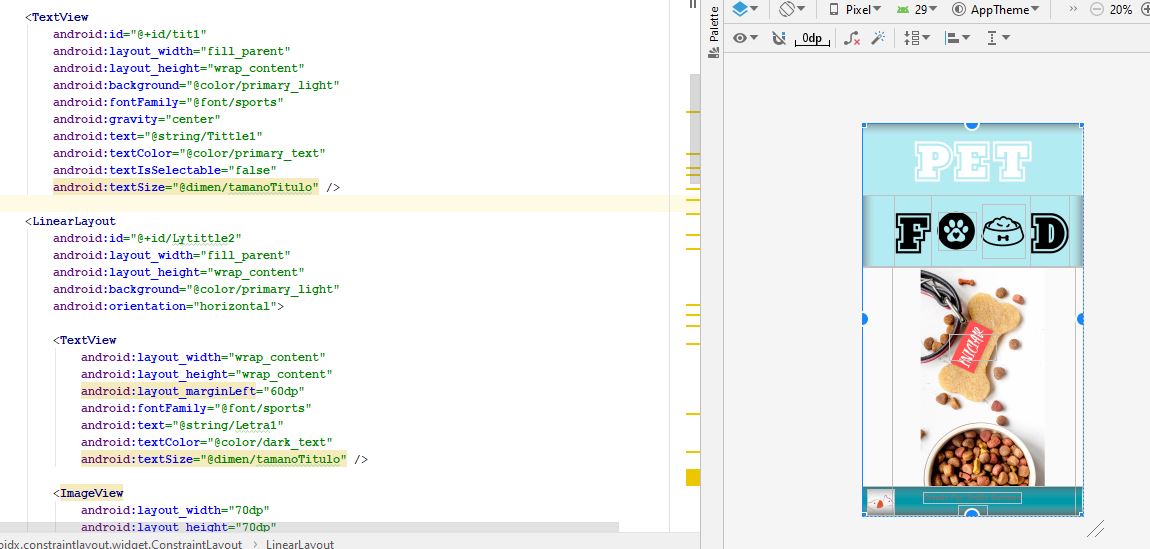 <TextView
android:id="@+id/tit1"
android:layout_width="fill_parent"
android:layout_height="wrap_content"
android:background="@color/primary_light"
android:fontFamily="@font/sports"
android:gravity="center"
android:text="@string/Tittle1"
android:textColor="@color/primary_text"
android:textIsSelectable="false"
android:textSize="@dimen/tamanoTitulo" />
<LinearLayout
android:id="@+id/Lytittle2"
android:layout_width="fill_parent"
android:layout_height="wrap_content"
android:background="@color/primary_light"
android:orientation="horizontal">
<TextView
android:layout_width="wrap_content"
android:layout_height="wrap_content"
android:layout_marginLeft="60dp"
android:fontFamily="@font/sports"
android:text="@string/Letra1"
android:textColor="@color/dark_text"
android:textSize="@dimen/tamanoTitulo" />
<ImageView
android:layout_width="70dp"
android:layout_height="70dp"
oidx.constraintlayout.widget.ConstraintLayout › LinearLayout
Palette
Pixel 29 AppTheme » 20%
0dp
PET
F D
INICIAR